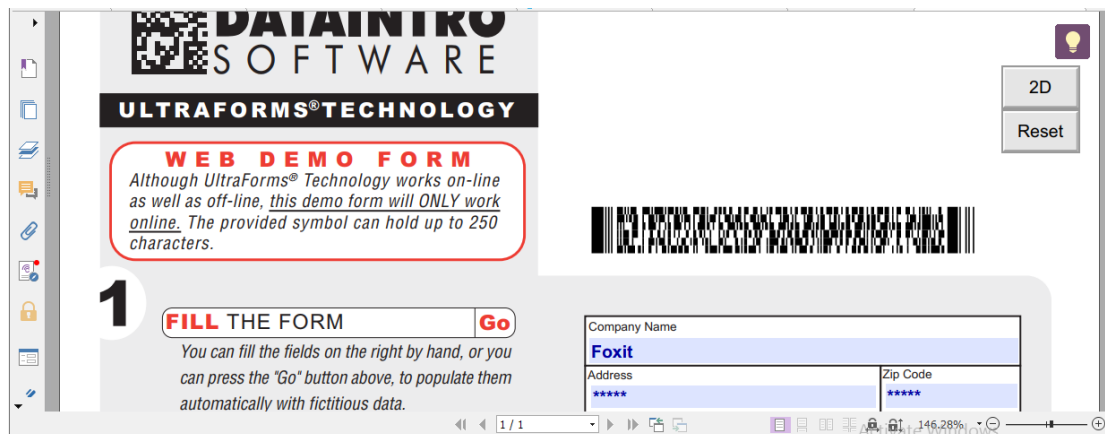 DATAINTRO
SOFTWARE
2D
Reset
ULTRAFORMS®TECHNOLOGY
WEB DEMO FORM
Although UltraForms® Technology works on-line
as well as off-line, this demo form will ONLY work
online. The provided symbol can hold up to 250
characters.
1
FILL THE FORM Go
You can fill the fields on the right by hand, or you
can press the "Go" button above, to populate them
automatically with fictitious data.
Company Name
Foxit
Address Zip Code
***** *****
1 / 1
146.28%